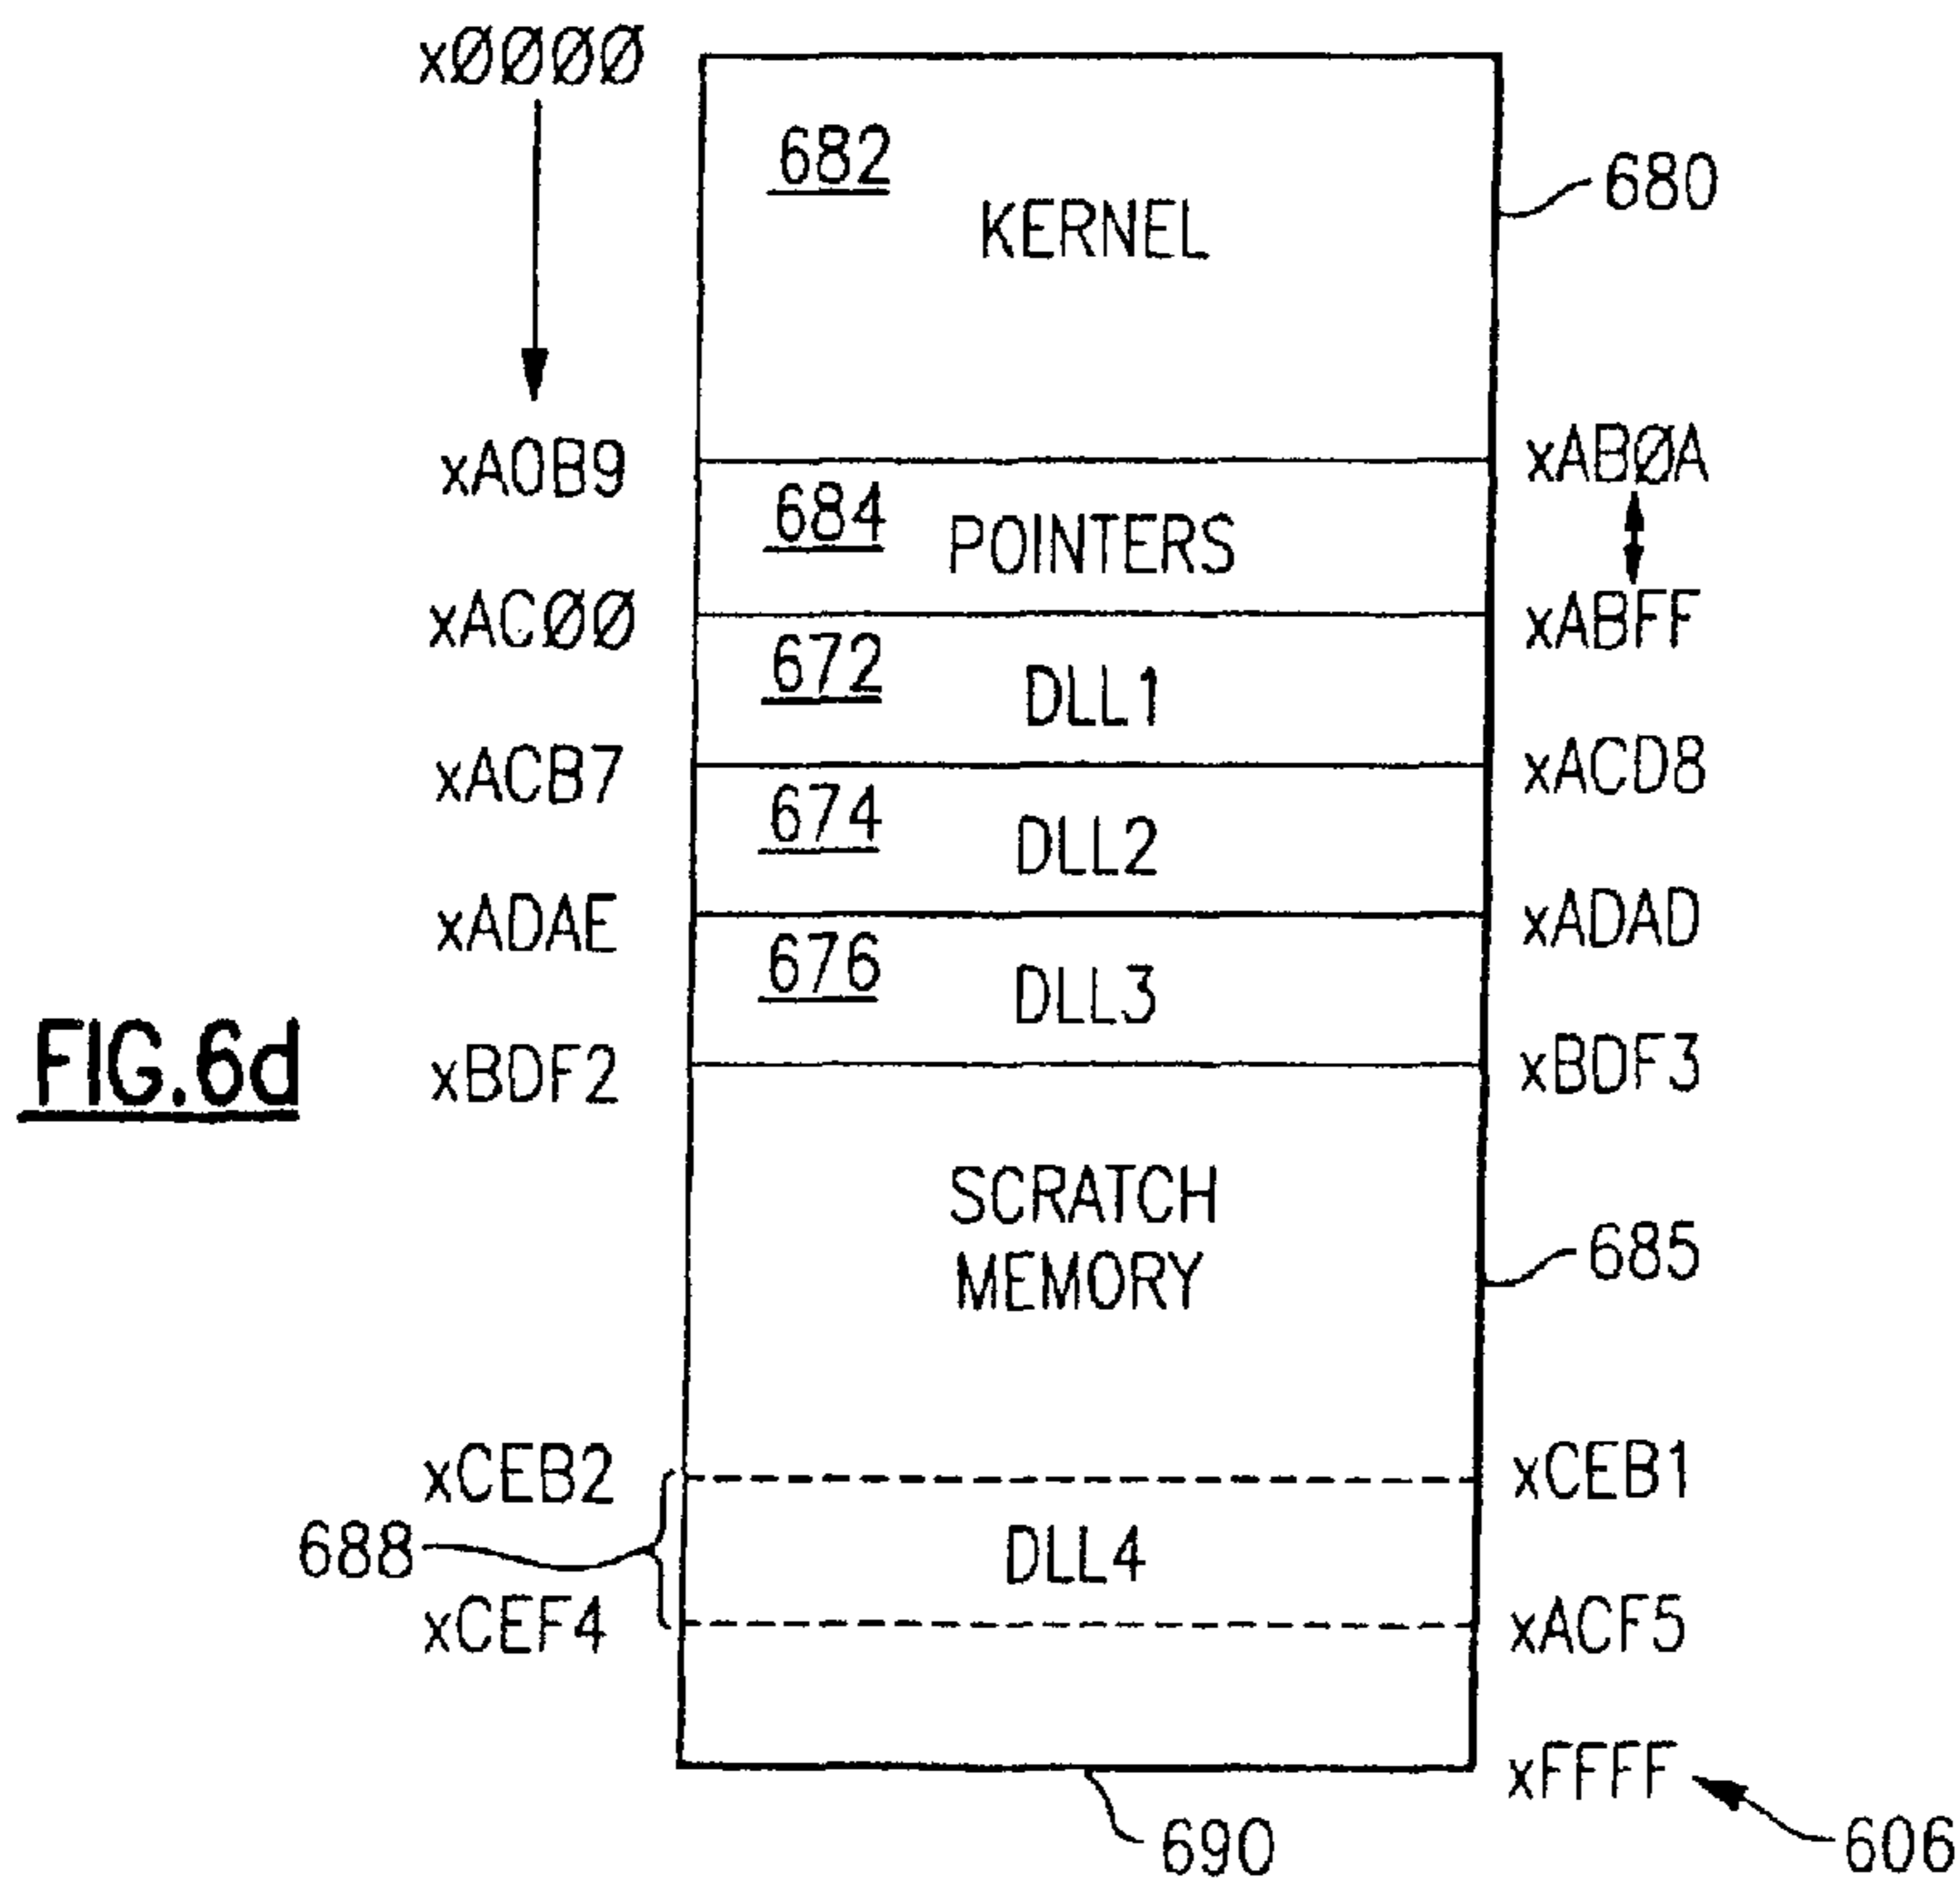 xØØØØ
682
KERNEL
680
xAOB9
xABØA
684
POINTERS
xACØØ
xABFF
672
DLL1
xACB7
xACD8
674
DLL2
xADAE
xADAD
676
DLL3
FIG.6d
xBDF2
xBDF3
SCRATCH
MEMORY
685
xCEB2
xCEB1
688
DLL4
xCEF4
xACF5
xFFFF
690
606